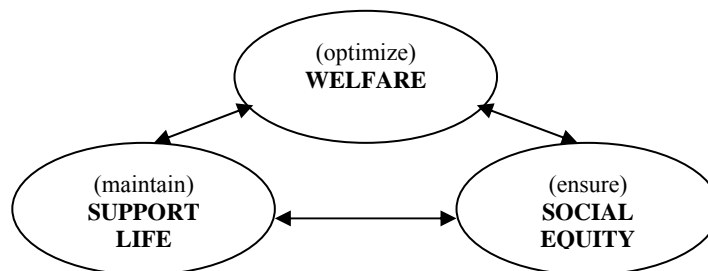 (optimize)
WELFARE
(maintain)
SUPPORT
LIFE
(ensure)
SOCIAL
EQUITY